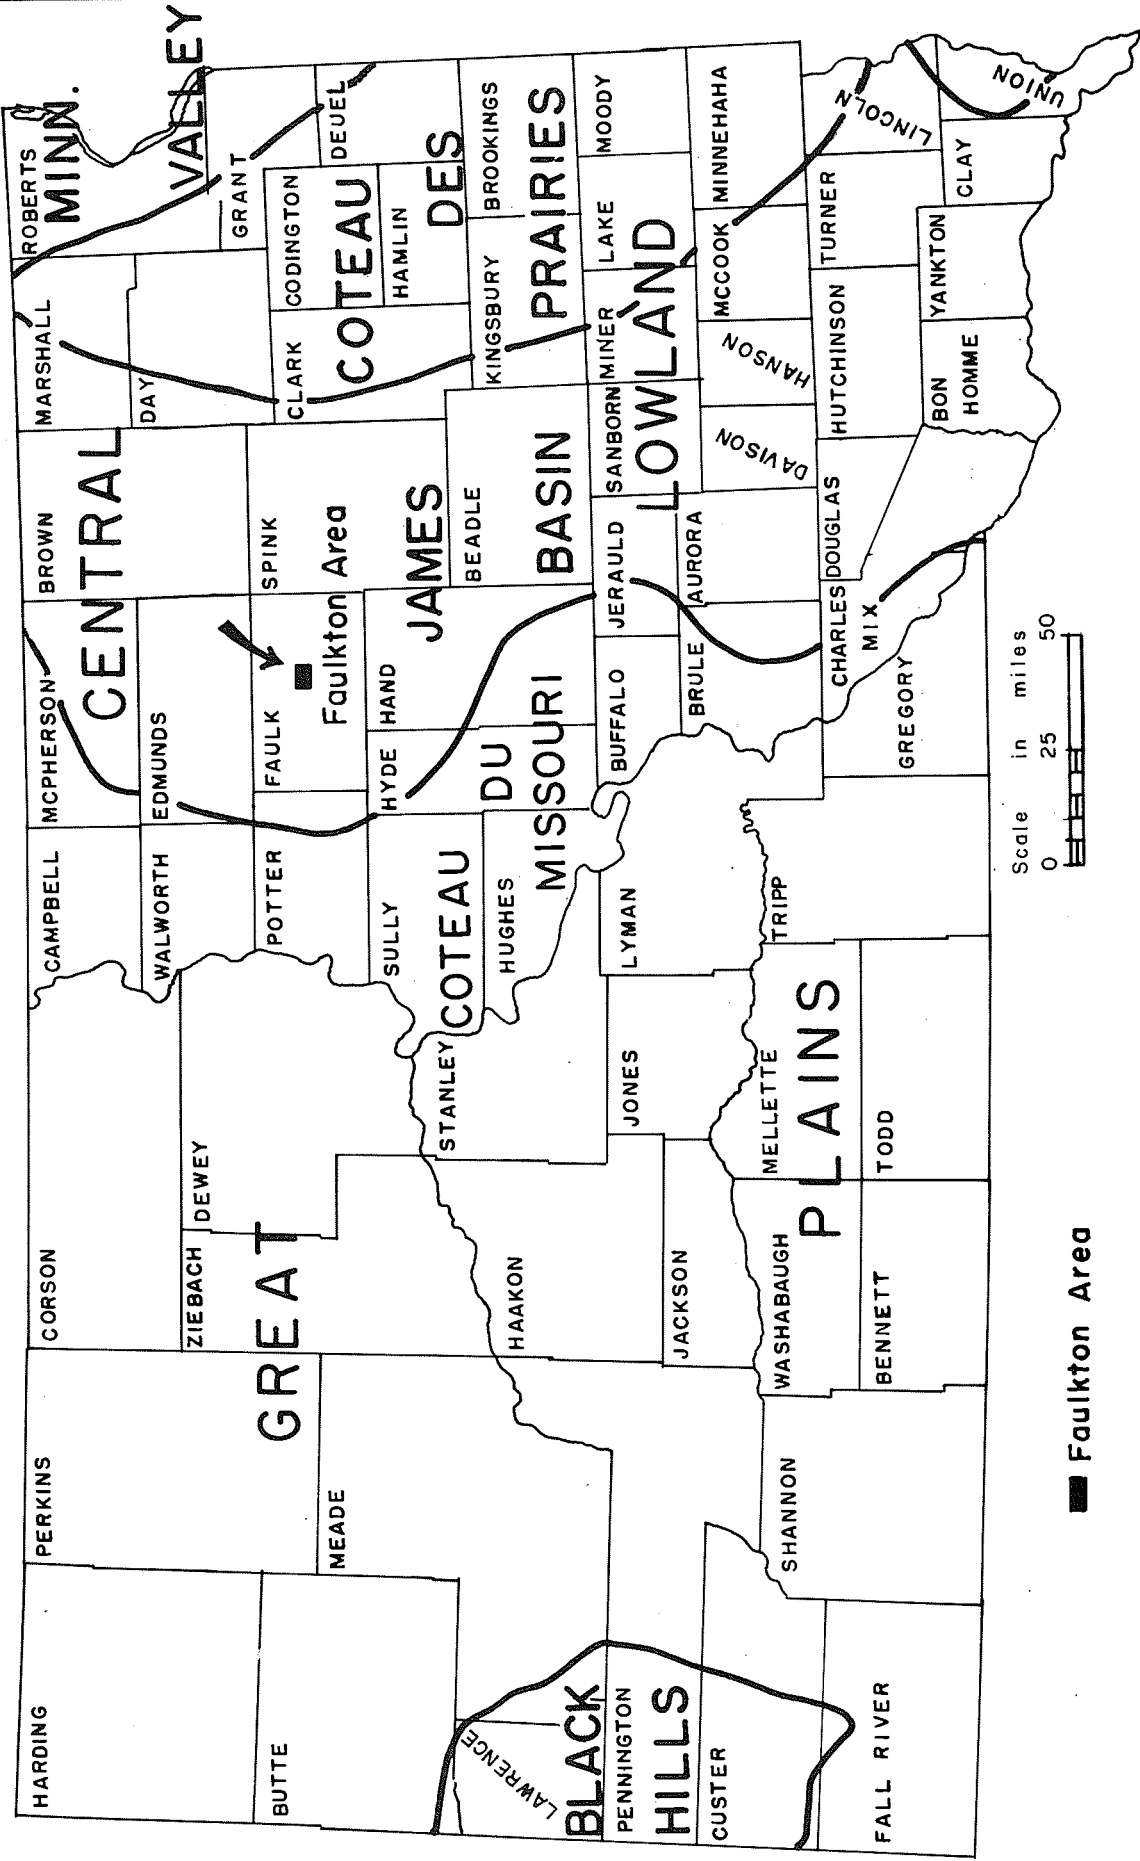 HARDING
PERKINS
CORSON
CAMPBELL
MCPHERSON
BROWN
MARSHALL
ROBERTS
MINN.
VALLEY
CENTRAL
BUTTE
MEADE
ZIEBACH
DEWEY
WALWORTH
EDMUNDS
DAY
GRANT
GREAT
POTTER
FAULK
SPINK
CLARK
CODINGTON
DEUEL
Faulkton Area
COTEAU
HAMLIN
DES
LAWRENCE
STANLEY
SULLY
HYDE
HAND
JAMES
BEADLE
KINGSBURY
BROOKINGS
COTEAU
DU
HAAKON
HUGHES
MISSOURI
BASIN
PRAIRIES
BLACK
PENNINGTON
HILLS
JACKSON
JONES
LYMAN
BUFFALO
JERAULD
SANBORN
MINER
LAKE
MOODY
LOWLAND
CUSTER
BRULE
AURORA
DAVISON
HANSON
MCCOOK
MINNEHAHA
SHANNON
WASHABAUGH
MELLETTE
TRIPP
PLAINS
FALL RIVER
BENNETT
TODD
GREGORY
CHARLES
MIX
DOUGLAS
HUTCHINSON
TURNER
LINCOLN
BON
HOMME
YANKTON
CLAY
UNION
Scale in miles
0 25 50
Faulkton Area